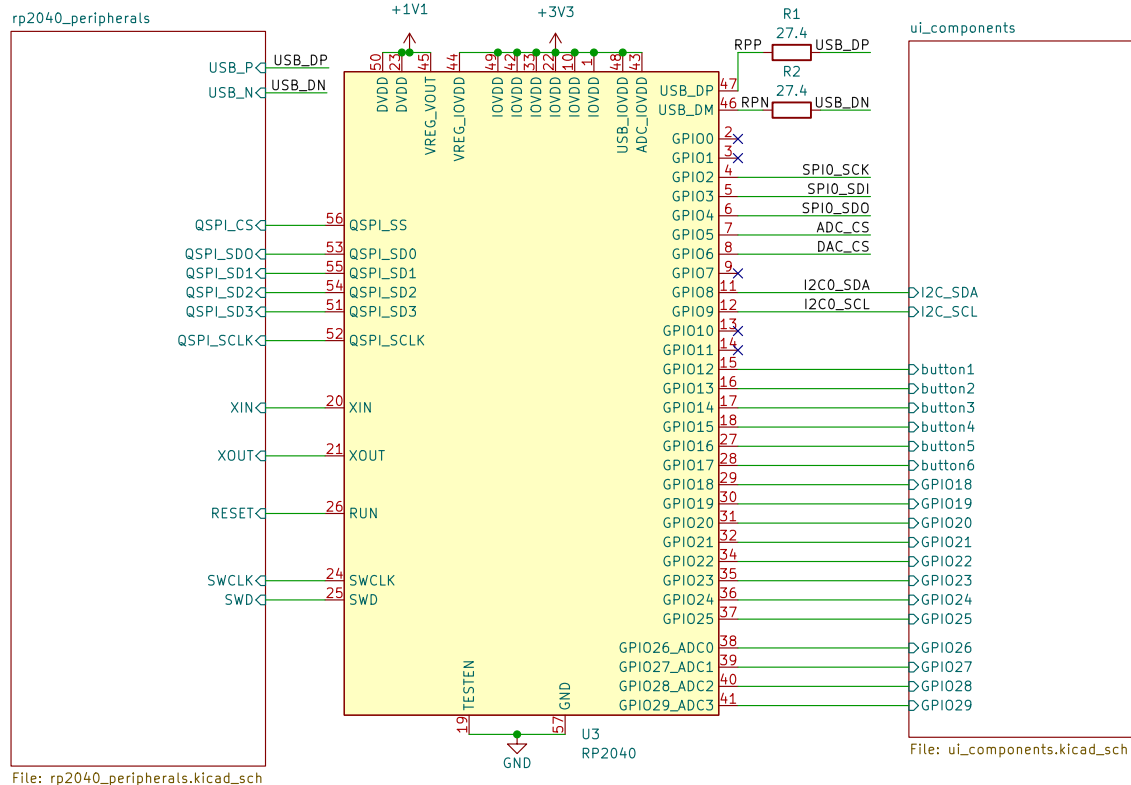 rp2040_peripherals
+1V1
+3V3
R1
27.4
ui_components
RPP
USB_DP
USB_P
USB_DP
R2
27.4
USB_N
USB_DN
RPN
USB_DN
50
23
45
44
49
42
33
22
10
1
48
43
DVDD
DVDD
VREG_VOUT
VREG_IOVDD
IOVDD
IOVDD
IOVDD
IOVDD
IOVDD
IOVDD
USB_IOVDD
ADC_IOVDD
USB_DP 47
USB_DM 46
GPIO0 2
GPIO1 3
GPIO2 4 SPI0_SCK
GPIO3 5 SPI0_SDI
GPIO4 6 SPI0_SDO
GPIO5 7 ADC_CS
GPIO6 8 DAC_CS
GPIO7 9
GPIO8 11 I2C0_SDA I2C_SDA
GPIO9 12 I2C0_SCL I2C_SCL
GPIO10 13
GPIO11 14
GPIO12 15 button1
GPIO13 16 button2
GPIO14 17 button3
GPIO15 18 button4
GPIO16 27 button5
GPIO17 28 button6
GPIO18 29 GPIO18
GPIO19 30 GPIO19
GPIO20 31 GPIO20
GPIO21 32 GPIO21
GPIO22 34 GPIO22
GPIO23 35 GPIO23
GPIO24 36 GPIO24
GPIO25 37 GPIO25
GPIO26_ADC0 38 GPIO26
GPIO27_ADC1 39 GPIO27
GPIO28_ADC2 40 GPIO28
GPIO29_ADC3 41 GPIO29
QSPI_CS 56 QSPI_SS
QSPI_SD0 53 QSPI_SD0
QSPI_SD1 55 QSPI_SD1
QSPI_SD2 54 QSPI_SD2
QSPI_SD3 51 QSPI_SD3
QSPI_SCLK 52 QSPI_SCLK
XIN 20 XIN
XOUT 21 XOUT
RESET 26 RUN
SWCLK 24 SWCLK
SWD 25 SWD
TESTEN
GND
19
57
U3
RP2040
GND
File: rp2040_peripherals.kicad_sch
File: ui_components.kicad_sch